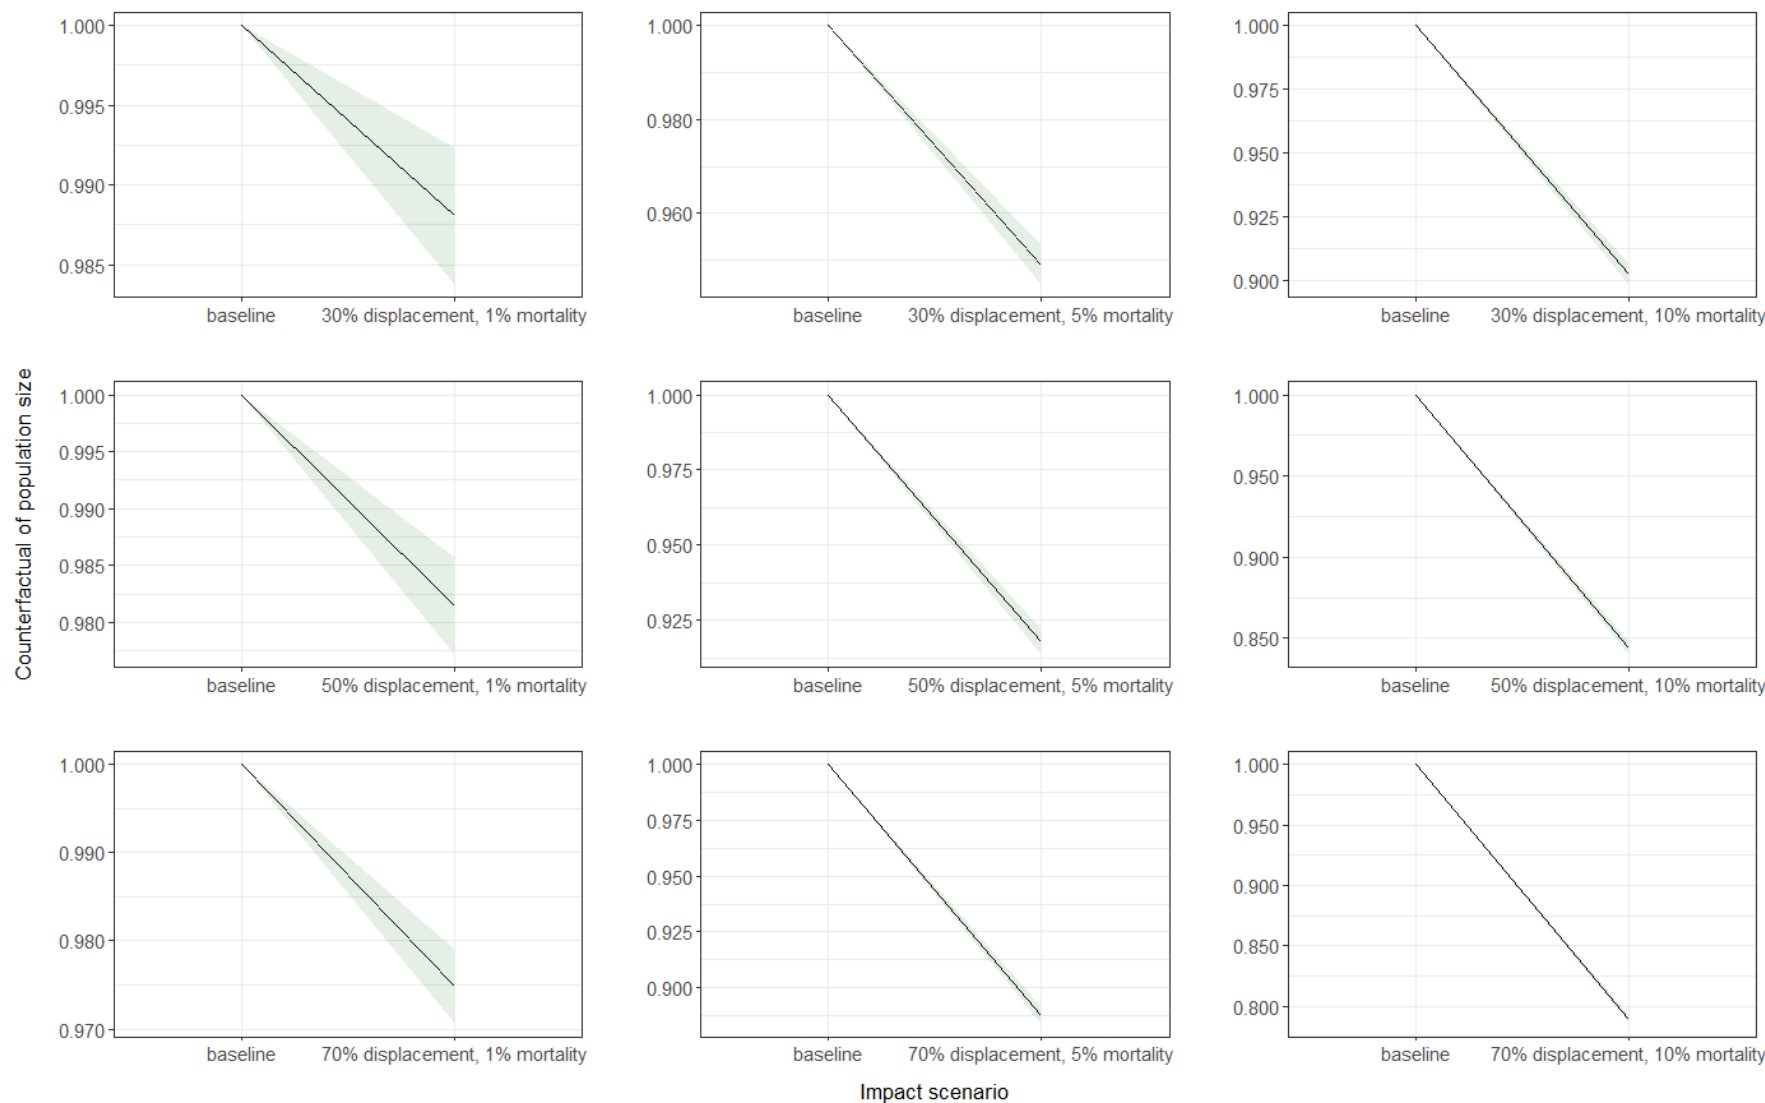 1.000
0.995
0.990
0.985
baseline
30% displacement, 1% mortality
1.000
0.980
0.960
baseline
30% displacement, 5% mortality
1.000
0.975
0.950
0.925
0.900
baseline
30% displacement, 10% mortality
Counterfactual of population size
1.000
0.995
0.990
0.985
0.980
baseline
50% displacement, 1% mortality
1.000
0.975
0.950
0.925
baseline
50% displacement, 5% mortality
1.000
0.950
0.900
0.850
baseline
50% displacement, 10% mortality
1.000
0.990
0.980
0.970
baseline
70% displacement, 1% mortality
1.000
0.975
0.950
0.925
0.900
baseline
70% displacement, 5% mortality
1.000
0.950
0.900
0.850
0.800
baseline
70% displacement, 10% mortality
Impact scenario